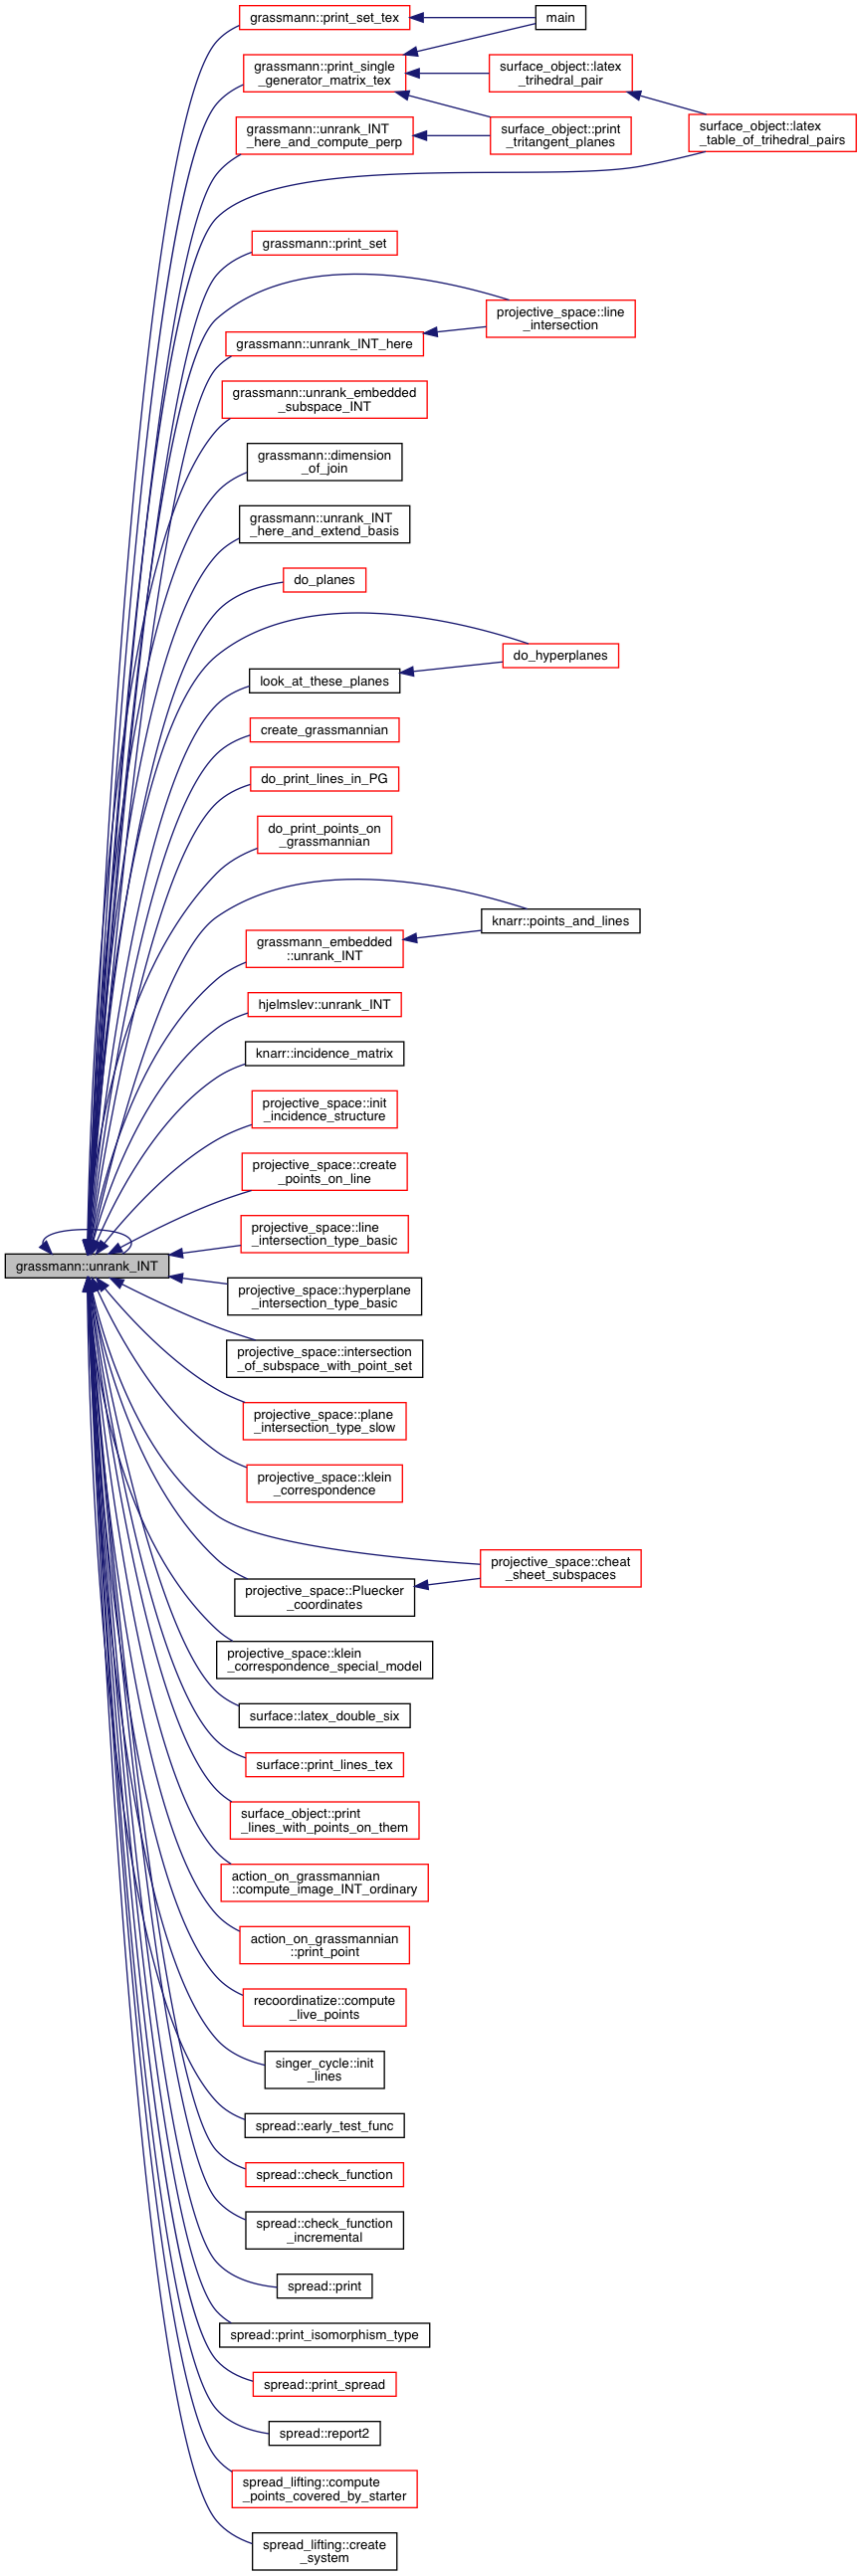 grassmann::print_set_tex
main
grassmann::print_single
_generator_matrix_tex
surface_object::latex
_trihedral_pair
surface_object::latex
_table_of_trihedral_pairs
grassmann::unrank_INT
_here_and_compute_perp
surface_object::print
_tritangent_planes
grassmann::print_set
projective_space::line
_intersection
grassmann::unrank_INT_here
grassmann::unrank_embedded
_subspace_INT
grassmann::dimension
_of_join
grassmann::unrank_INT
_here_and_extend_basis
do_planes
do_hyperplanes
look_at_these_planes
create_grassmannian
do_print_lines_in_PG
do_print_points_on
_grassmannian
knarr::points_and_lines
grassmann_embedded
::unrank_INT
hjelmslev::unrank_INT
knarr::incidence_matrix
projective_space::init
_incidence_structure
projective_space::create
_points_on_line
projective_space::line
_intersection_type_basic
grassmann::unrank_INT
projective_space::hyperplane
_intersection_type_basic
projective_space::intersection
_of_subspace_with_point_set
projective_space::plane
_intersection_type_slow
projective_space::klein
_correspondence
projective_space::cheat
_sheet_subspaces
projective_space::Pluecker
_coordinates
projective_space::klein
_correspondence_special_model
surface::latex_double_six
surface::print_lines_tex
surface_object::print
_lines_with_points_on_them
action_on_grassmannian
::compute_image_INT_ordinary
action_on_grassmannian
::print_point
recoordinatize::compute
_live_points
singer_cycle::init
_lines
spread::early_test_func
spread::check_function
spread::check_function
_incremental
spread::print
spread::print_isomorphism_type
spread::print_spread
spread::report2
spread_lifting::compute
_points_covered_by_starter
spread_lifting::create
_system